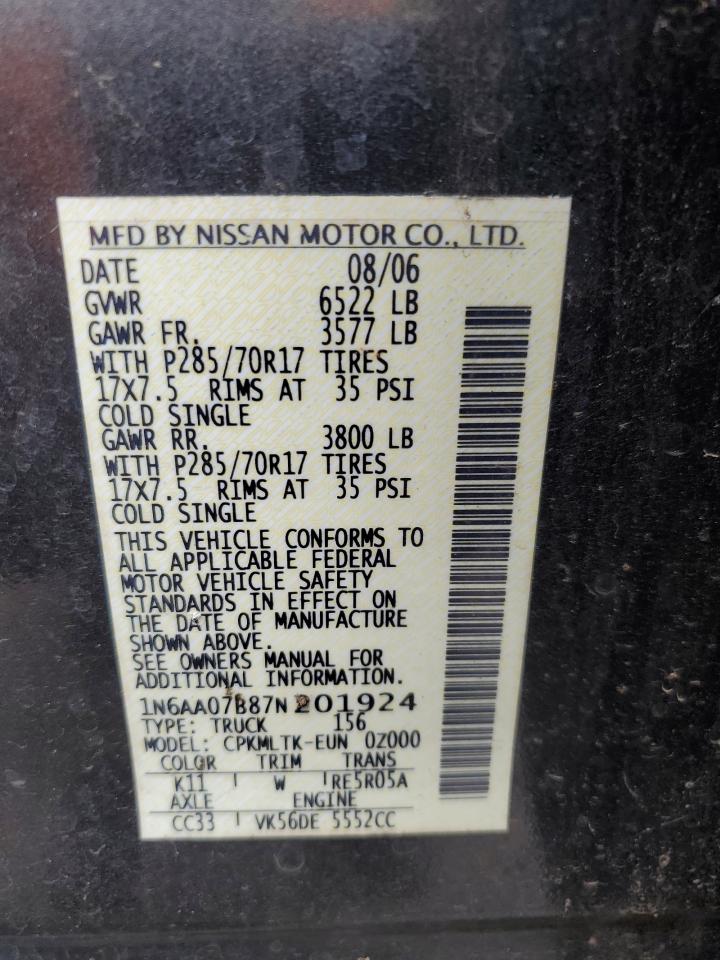 MFD BY NISSAN MOTOR CO., LTD.
DATE 08/06
GVWR 6522 LB
GAWR FR. 3577 LB
WITH P285/70R17 TIRES
17X7.5 RIMS AT 35 PSI
COLD SINGLE
GAWR RR. 3800 LB
WITH P285/70R17 TIRES
17X7.5 RIMS AT 35 PSI
COLD SINGLE
THIS VEHICLE CONFORMS TO
ALL APPLICABLE FEDERAL
MOTOR VEHICLE SAFETY
STANDARDS IN EFFECT ON
THE DATE OF MANUFACTURE
SHOWN ABOVE.
SEE OWNERS MANUAL FOR
ADDITIONAL INFORMATION.
1N6AA07B87N201924
TYPE: TRUCK 156
MODEL: CPKMLTK-EUN 0Z000
COLOR TRIM TRANS
K11 W RE5R05A
AXLE ENGINE
CC33 VK56DE 5552CC